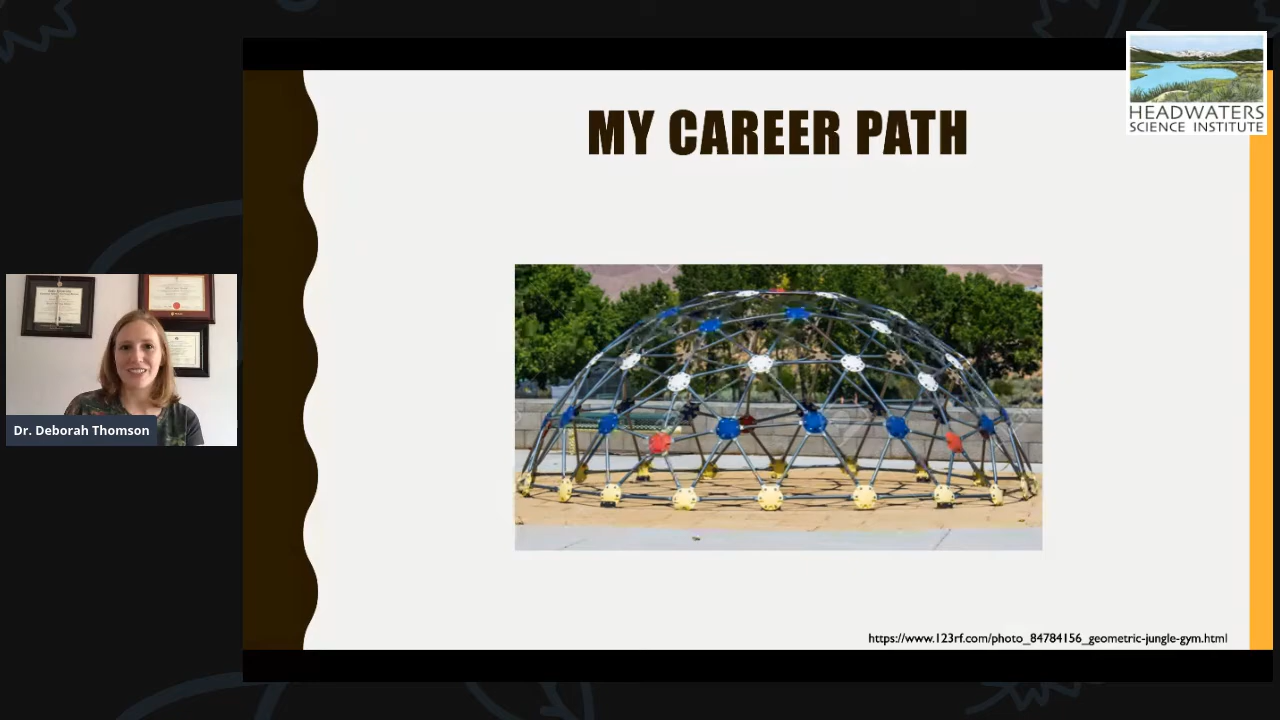 MY CAREER PATH
HEADWATERS
SCIENCE INSTITUTE
Dr. Deborah Thomson
https://www.123rf.com/photo_84784156_geometric-jungle-gym.html